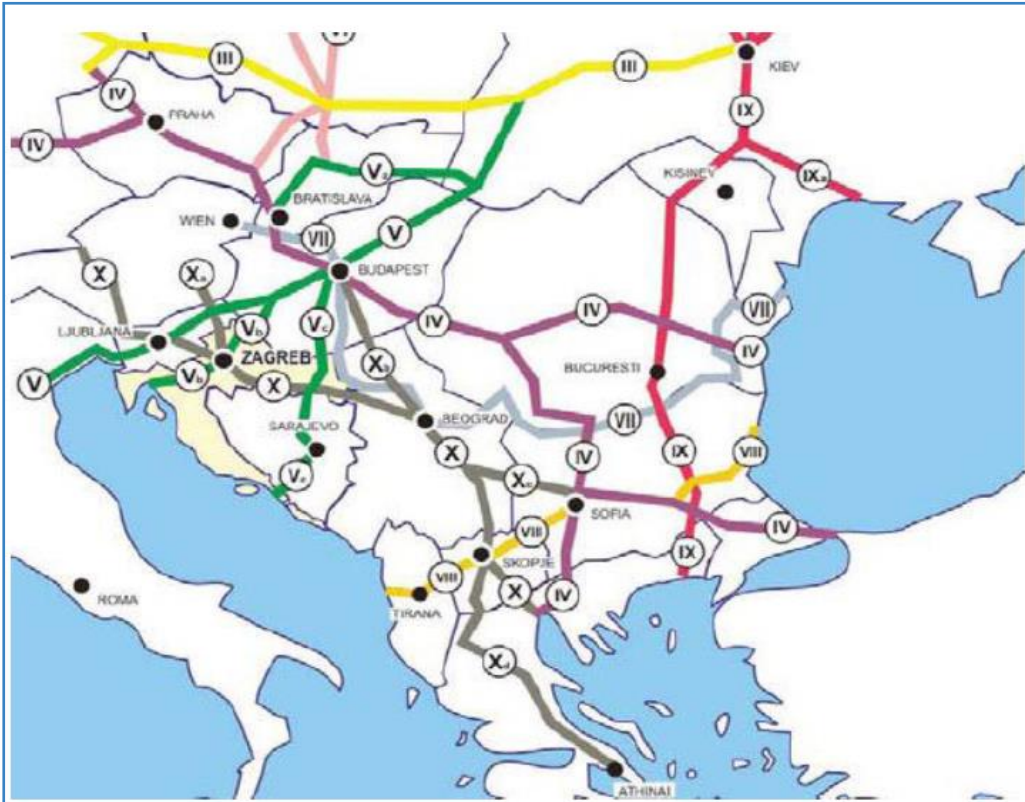 VI
III
III
KIEV
IV
PRAHA
IX
IV
KISINEV
IXa
Va
BRATISLAVA
WIEN
VII
V
BUDAPEST
X
Xa
VII
LJUBLJANA
Vb
Vc
IV
IV
IV
ZAGREB
Xb
BUCURESTI
V
Vb
X
SARAJEVO
BEOGRAD
VII
X
IX
VIII
Vc
Xc
IV
SOFIA
IV
VIII
SKOPJE
IX
ROMA
VIII
TIRANA
X
IV
Xd
ATHINAI